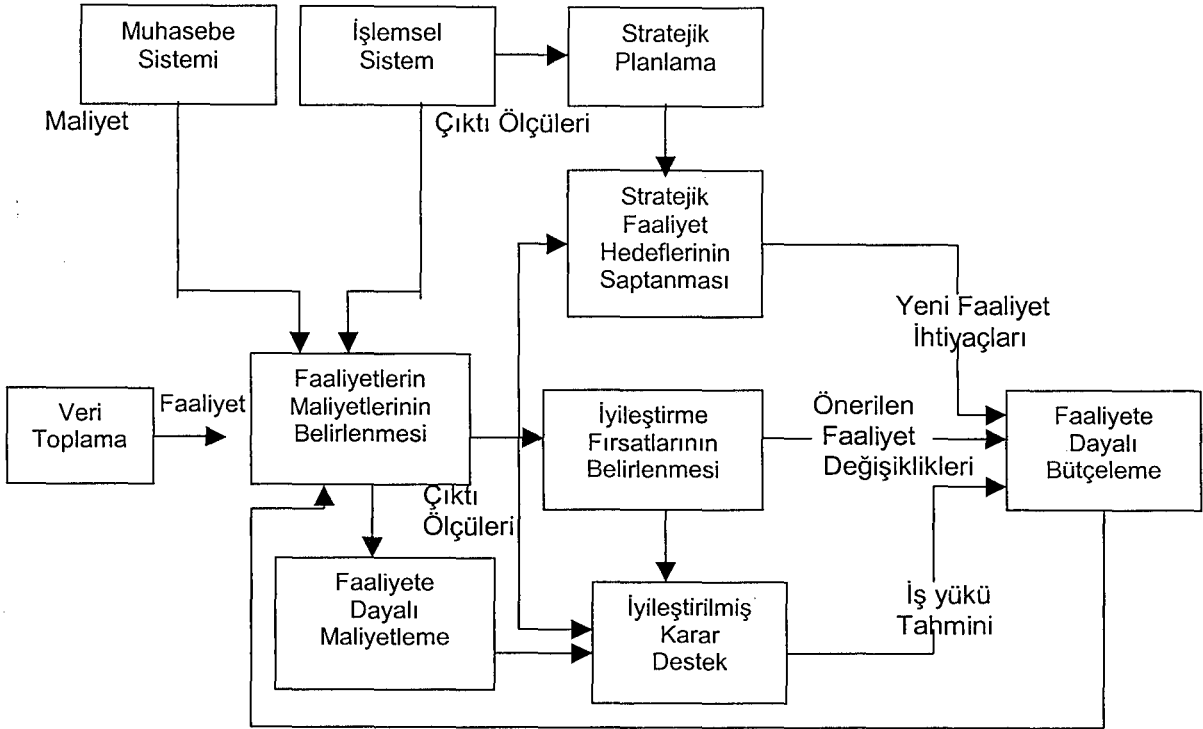 Muhasebe
Sistemi
İşlemsel
Sistem
Stratejik
Planlama
Maliyet
Çıktı Ölçüleri
Stratejik
Faaliyet
Hedeflerinin
Saptanması
Yeni Faaliyet
İhtiyaçları
Veri
Toplama
Faaliyet
Faaliyetlerin
Maliyetlerinin
Belirlenmesi
İyileştirme
Fırsatlarının
Belirlenmesi
Önerilen
Faaliyet
Değişiklikleri
Faaliyete
Dayalı
Bütçeleme
Çıktı
Ölçüleri
Faaliyete
Dayalı
Maliyetleme
İyileştirilmiş
Karar
Destek
İş yükü
Tahmini